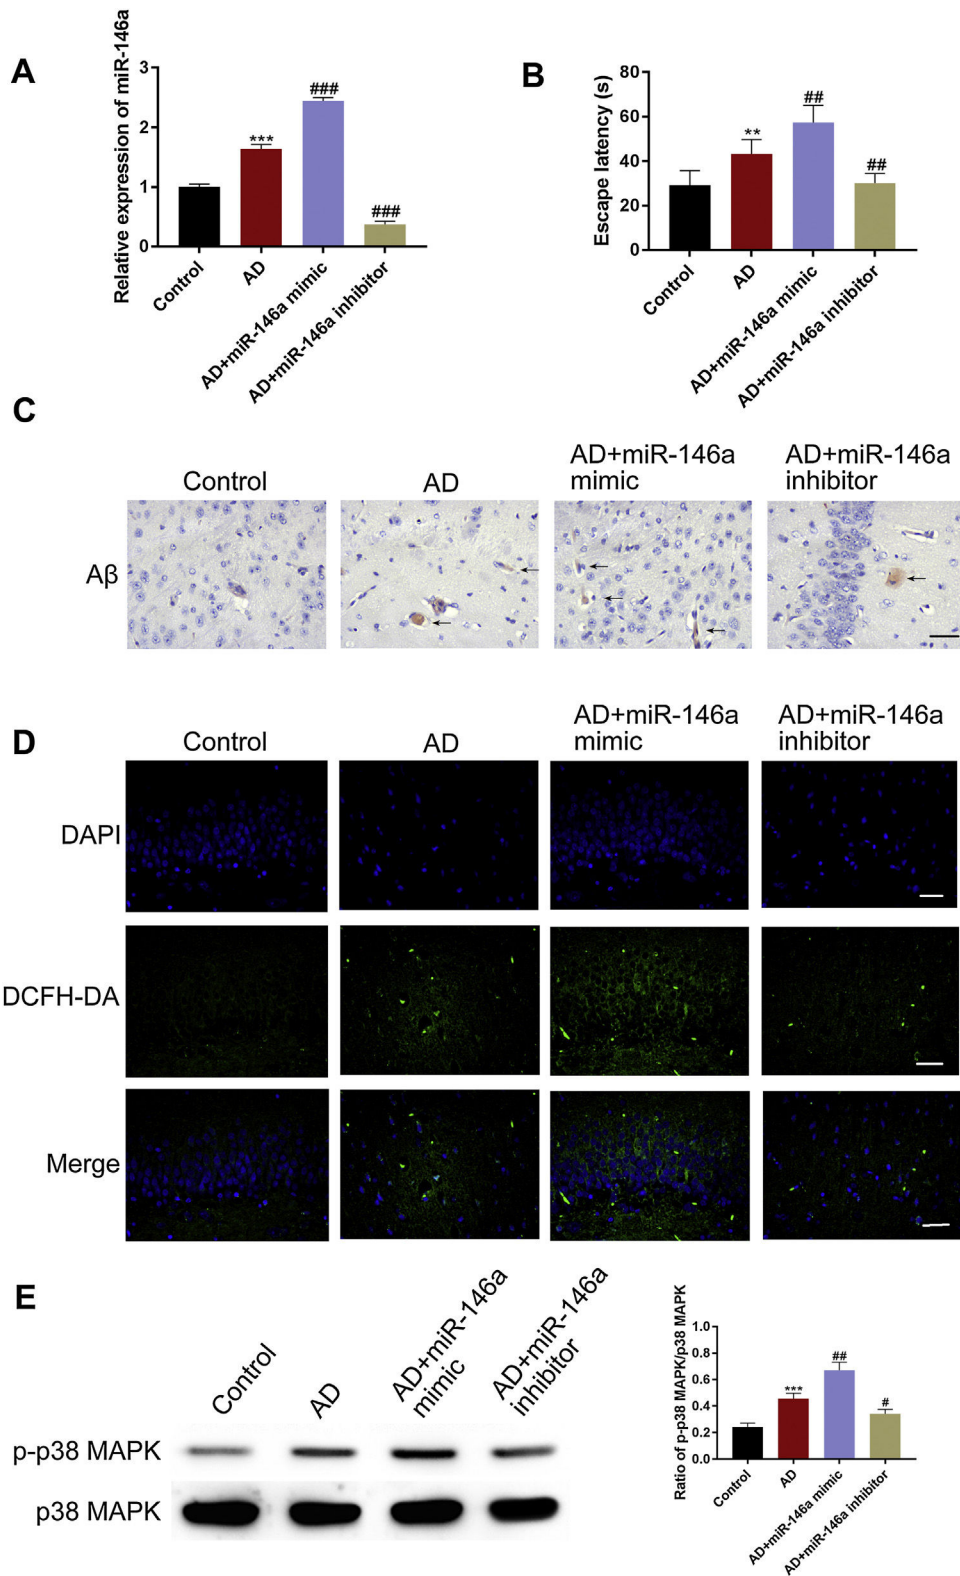 A
Relative expression of miR-146a
3
2
1
0
***
###
###
Control
AD
AD+miR-146a mimic
AD+miR-146a inhibitor
B
Escape latency (s)
80
60
40
20
0
**
##
##
Control
AD
AD+miR-146a mimic
AD+miR-146a inhibitor
C
Control
AD
AD+miR-146a
mimic
AD+miR-146a
inhibitor
Aβ
D
Control
AD
AD+miR-146a
mimic
AD+miR-146a
inhibitor
DAPI
DCFH-DA
Merge
E
Control
AD
AD+miR-146a
mimic
AD+miR-146a
inhibitor
p-p38 MAPK
p38 MAPK
Ratio of p-p38 MAPK/p38 MAPK
1.0
0.8
0.6
0.4
0.2
0.0
***
##
#
Control
AD
AD+miR-146a mimic
AD+miR-146a inhibitor